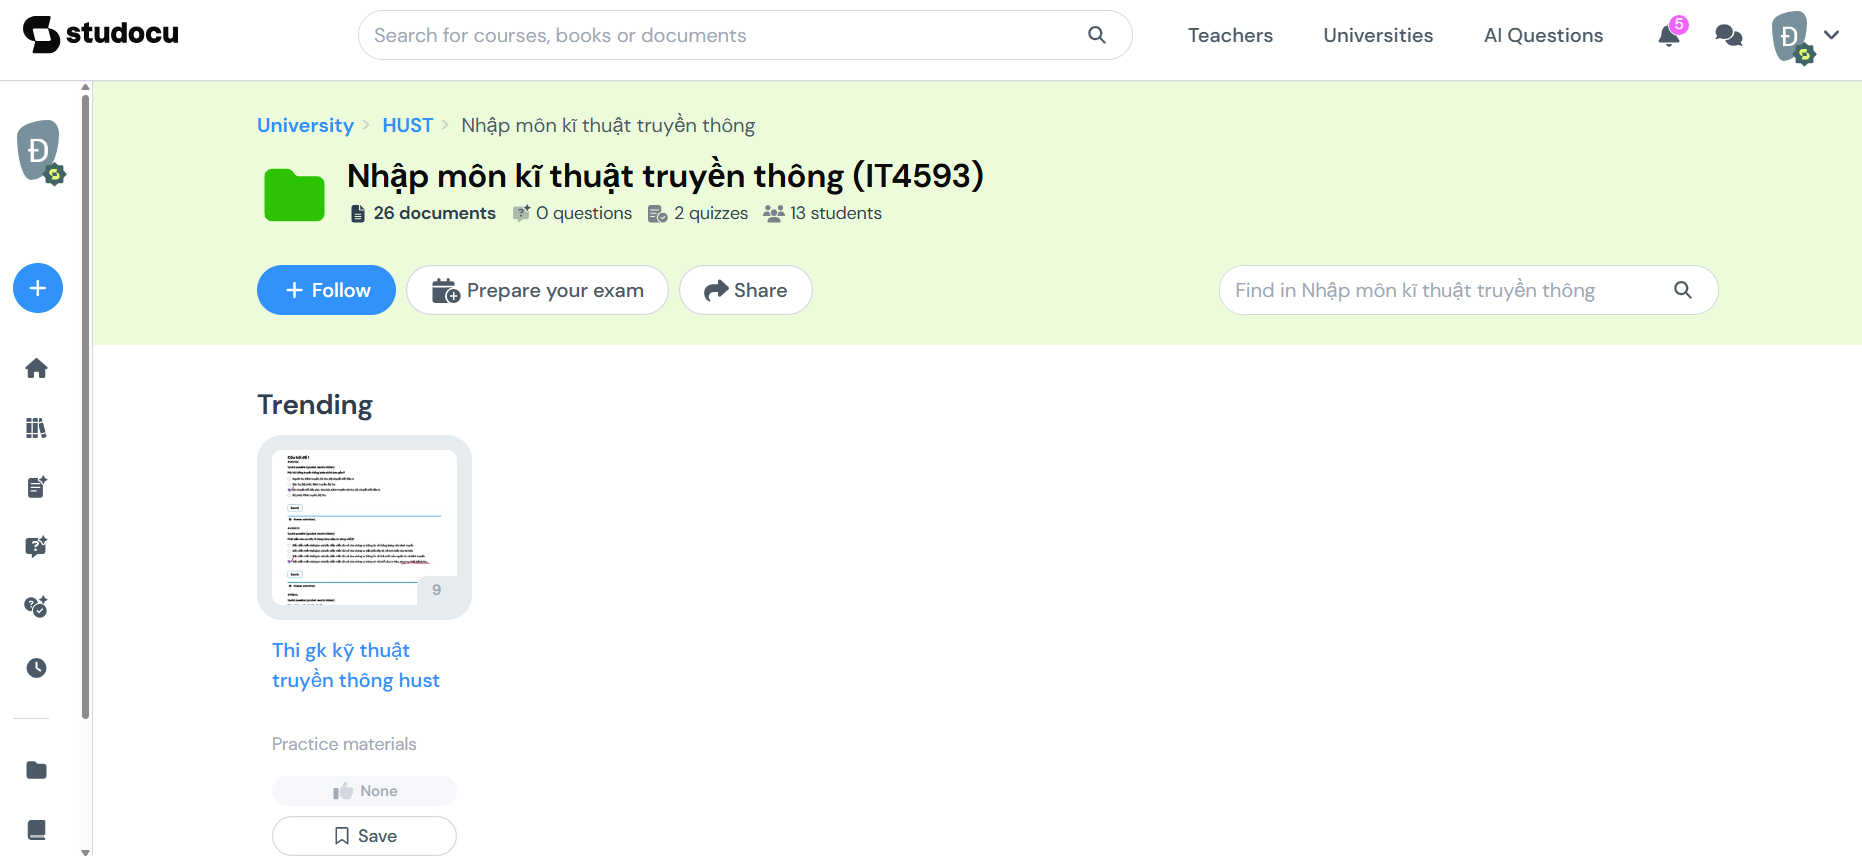 studocu
Search for courses, books or documents
Teachers
Universities
AI Questions
5
Đ
Đ
University > HUST > Nhập môn kĩ thuật truyền thông
Nhập môn kĩ thuật truyền thông (IT4593)
26 documents 0 questions 2 quizzes 13 students
+ Follow
Prepare your exam
Share
Find in Nhập môn kĩ thuật truyền thông
Trending
9
Thi gk kỹ thuật
truyền thông hust
Practice materials
None
Save